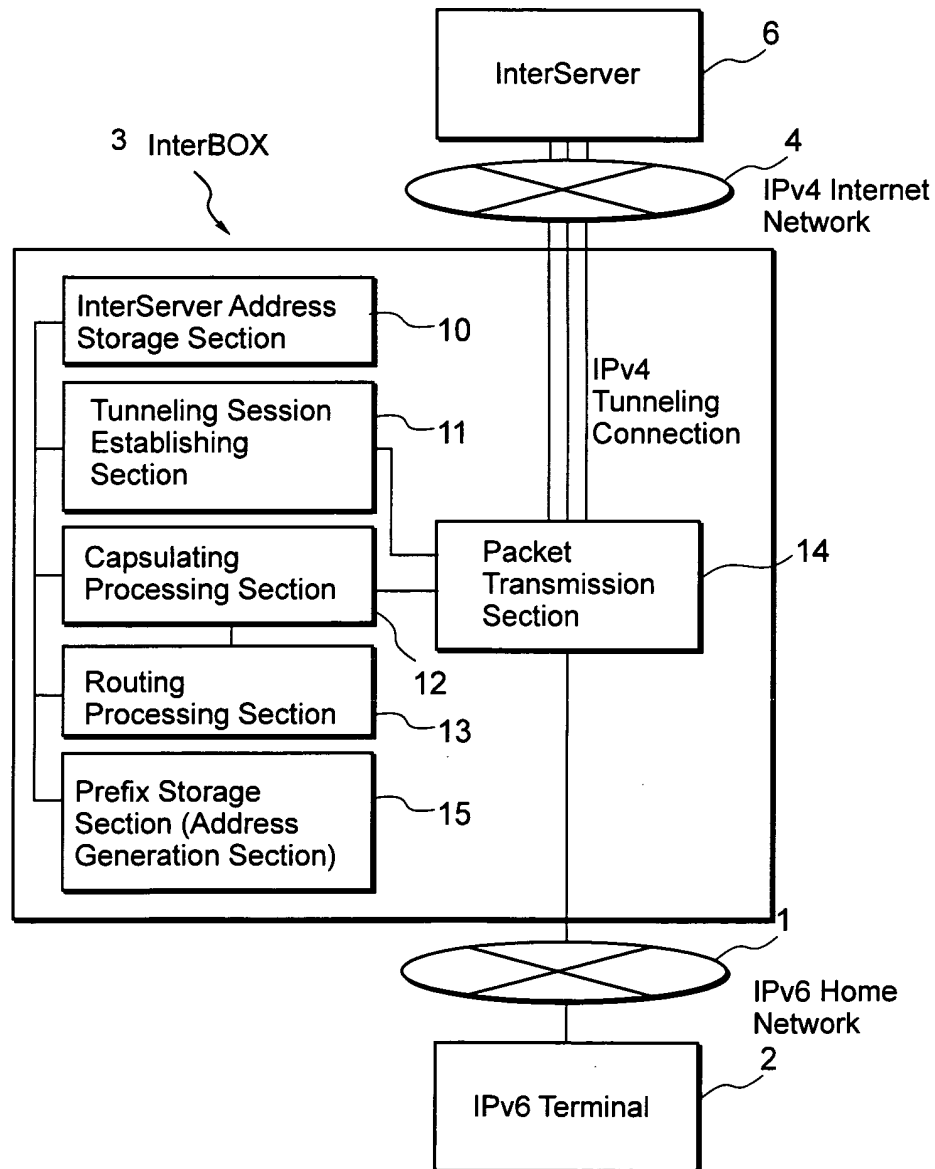 6
InterServer
3 InterBOX
4
IPv4 Internet
Network
InterServer Address
Storage Section
10
IPv4
Tunneling
Connection
Tunneling Session
Establishing
Section
11
Capsulating
Processing Section
12
Packet
Transmission
Section
14
Routing
Processing Section
13
Prefix Storage
Section (Address
Generation Section)
15
1
IPv6 Home
Network
2
IPv6 Terminal